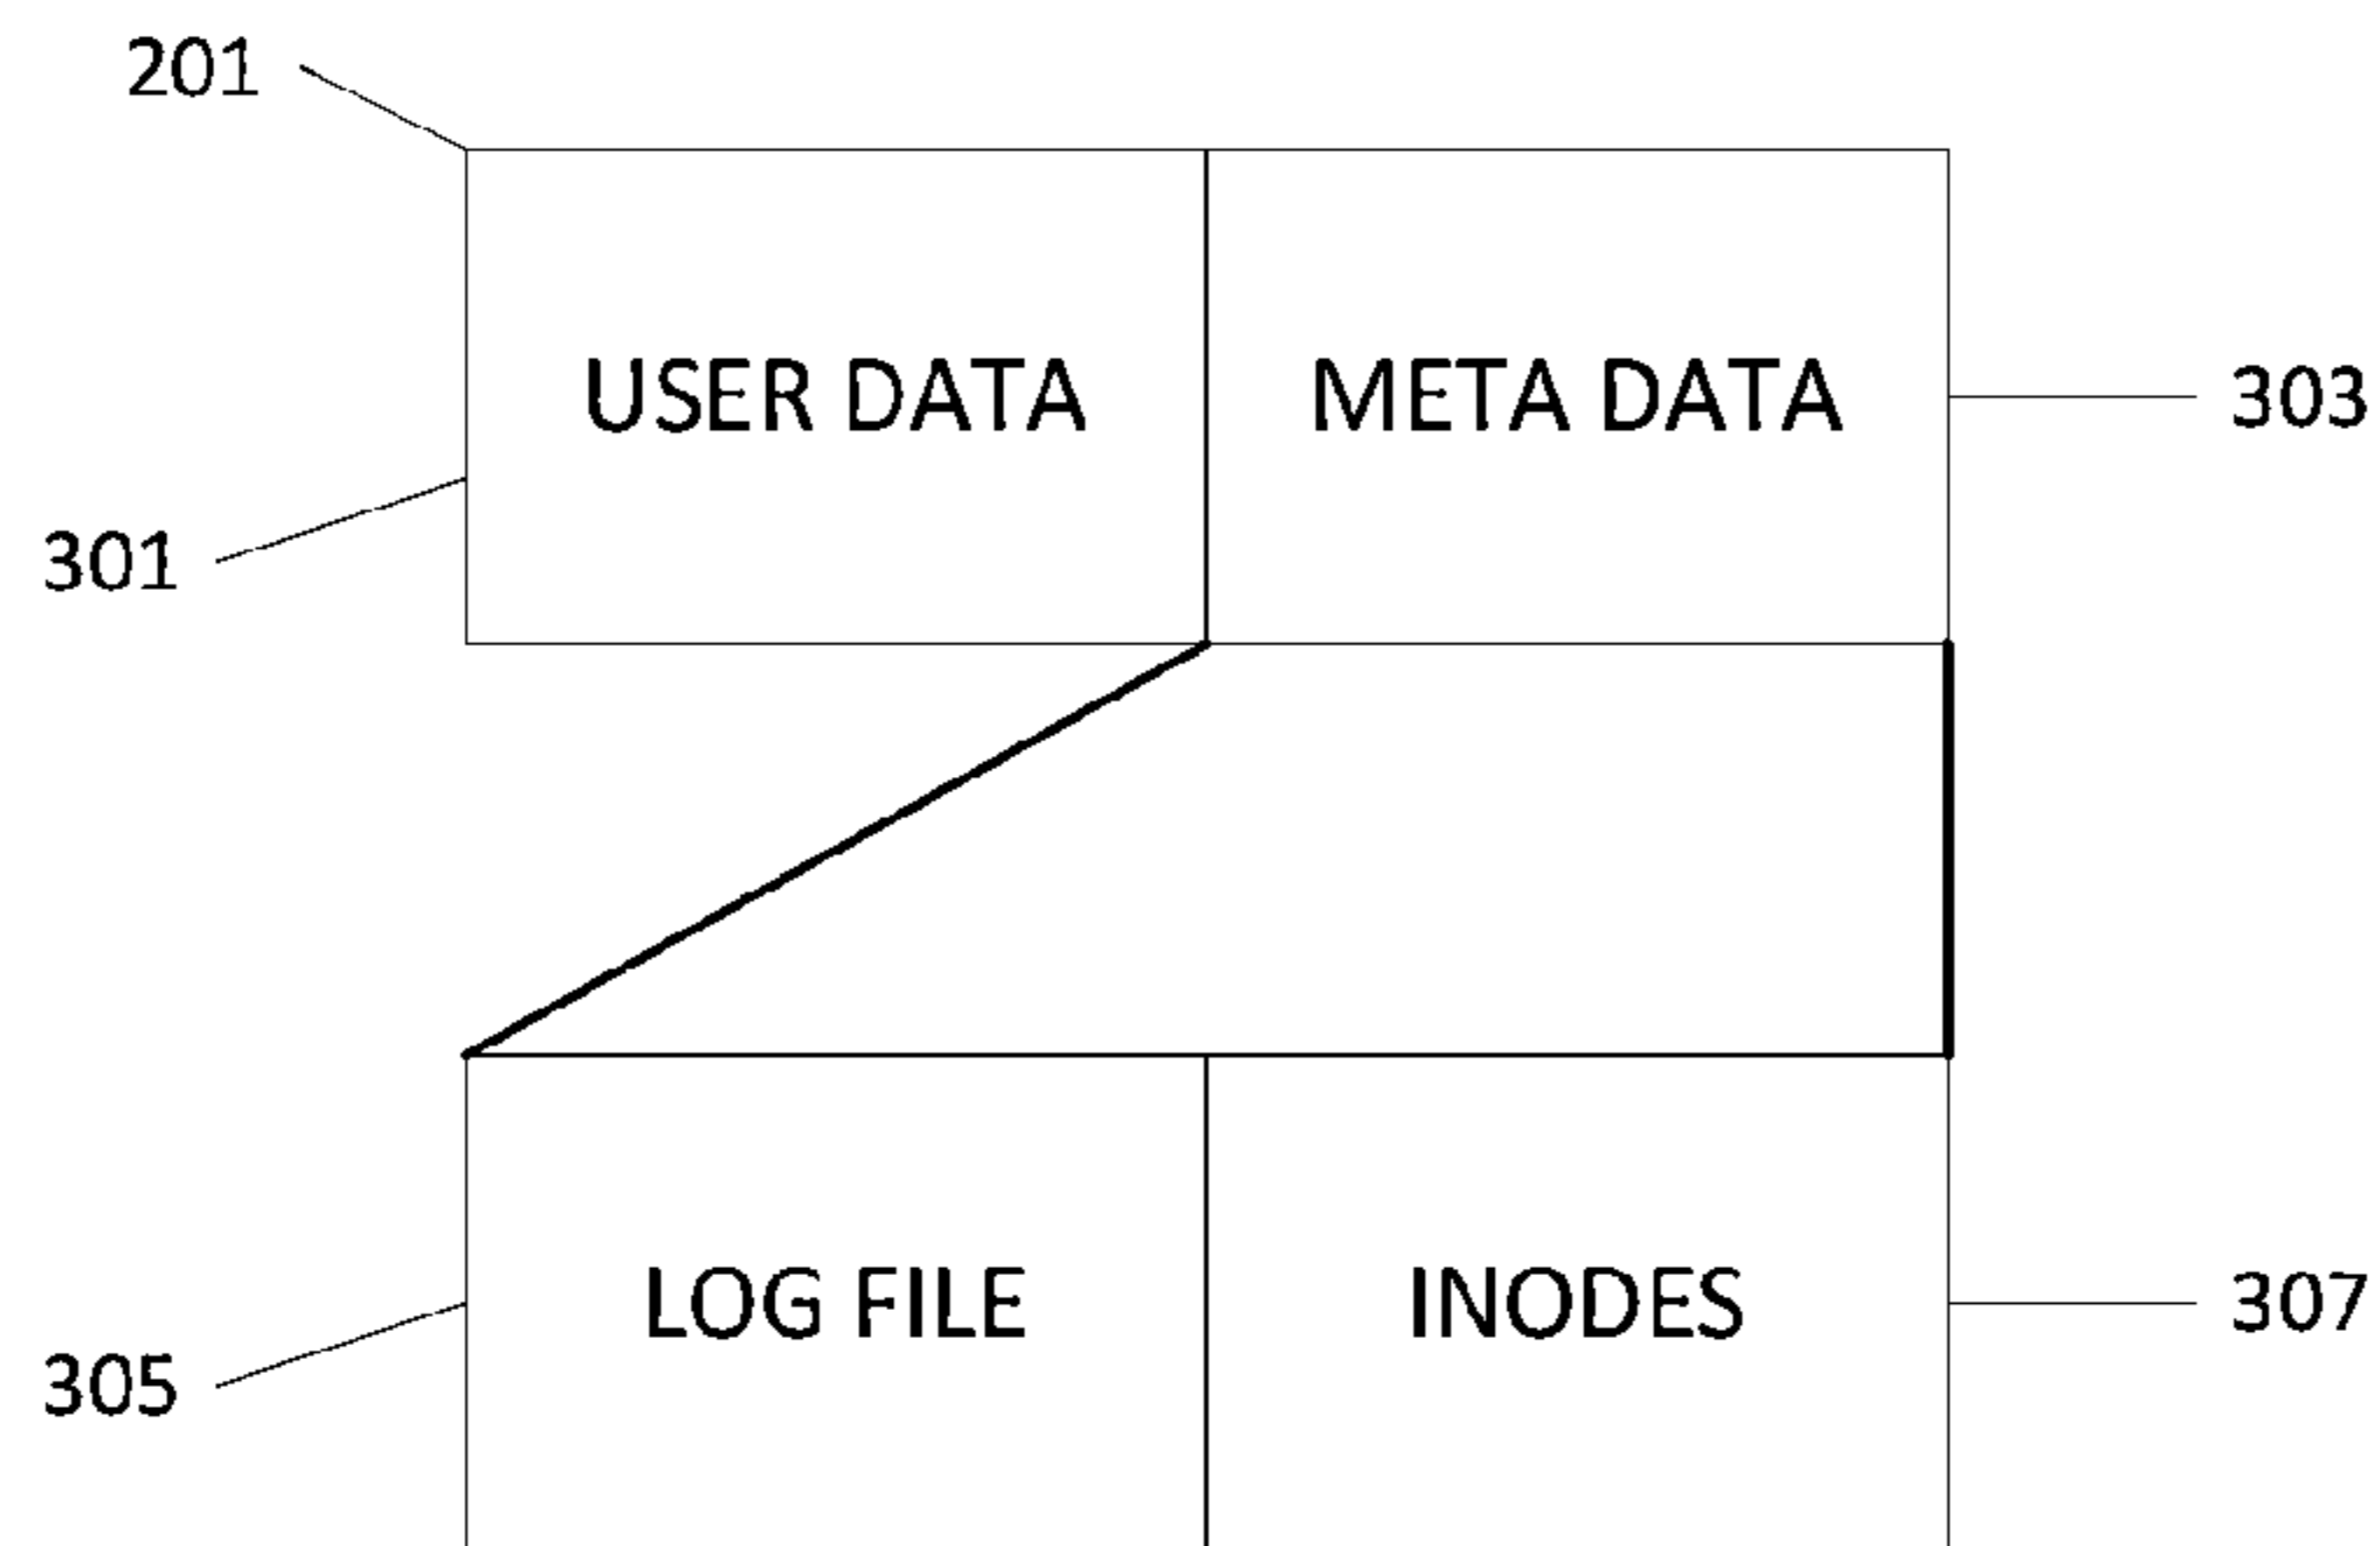 201
USER DATA
META DATA
303
301
LOG FILE
INODES
307
305